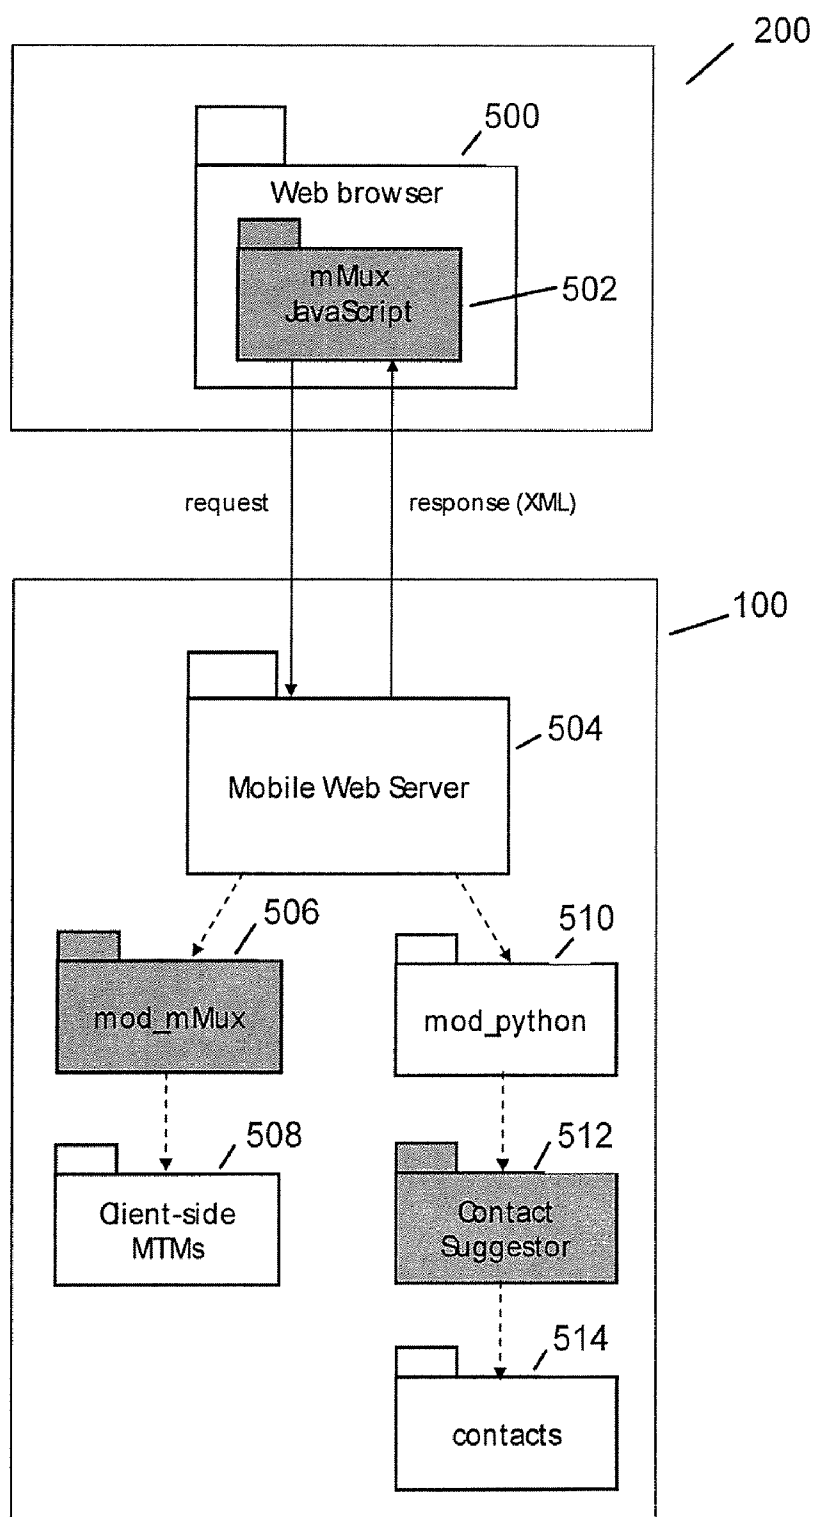 200
500
Web browser
mMux
JavaScript
502
request
response (XML)
100
504
Mobile Web Server
506
510
mod_mMux
mod_python
508
512
Client-side
MTMs
Contact
Suggestor
514
contacts